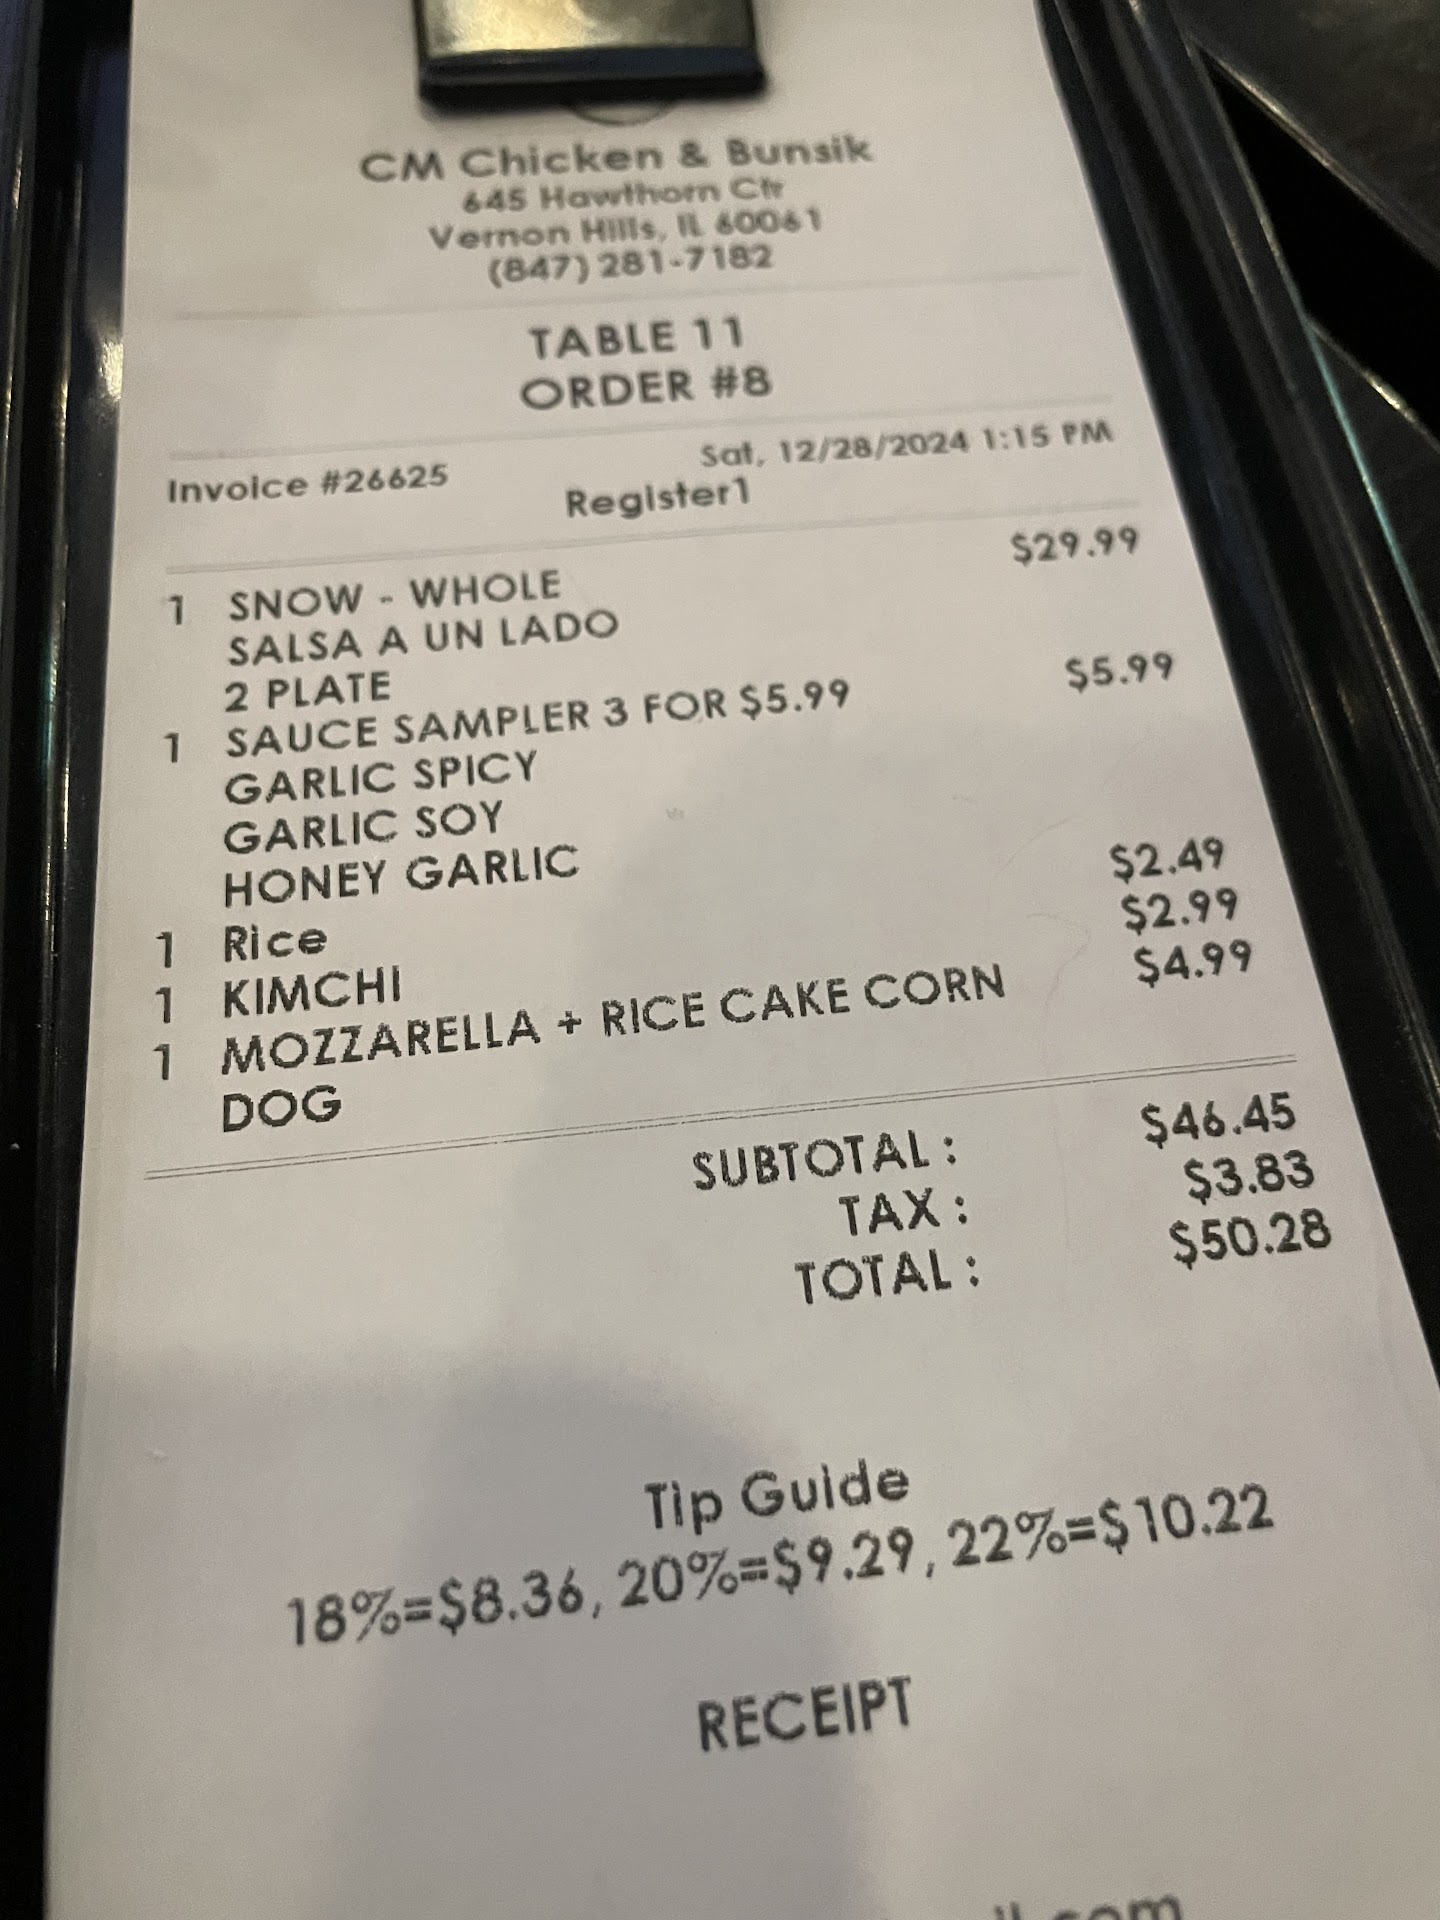 CM Chicken & Bunsik
645 Hawthorn Ctr
Vernon Hills, IL 60061
(847) 281-7182
TABLE 11
ORDER #8
Invoice #26625 Sat, 12/28/2024 1:15 PM
Register1
1 SNOW - WHOLE $29.99
SALSA A UN LADO
2 PLATE
1 SAUCE SAMPLER 3 FOR $5.99 $5.99
GARLIC SPICY
GARLIC SOY
HONEY GARLIC
1 Rice $2.49
1 KIMCHI $2.99
1 MOZZARELLA + RICE CAKE CORN $4.99
DOG
SUBTOTAL : $46.45
TAX : $3.83
TOTAL : $50.28
Tip Guide
18%=$8.36, 20%=$9.29, 22%=$10.22
RECEIPT